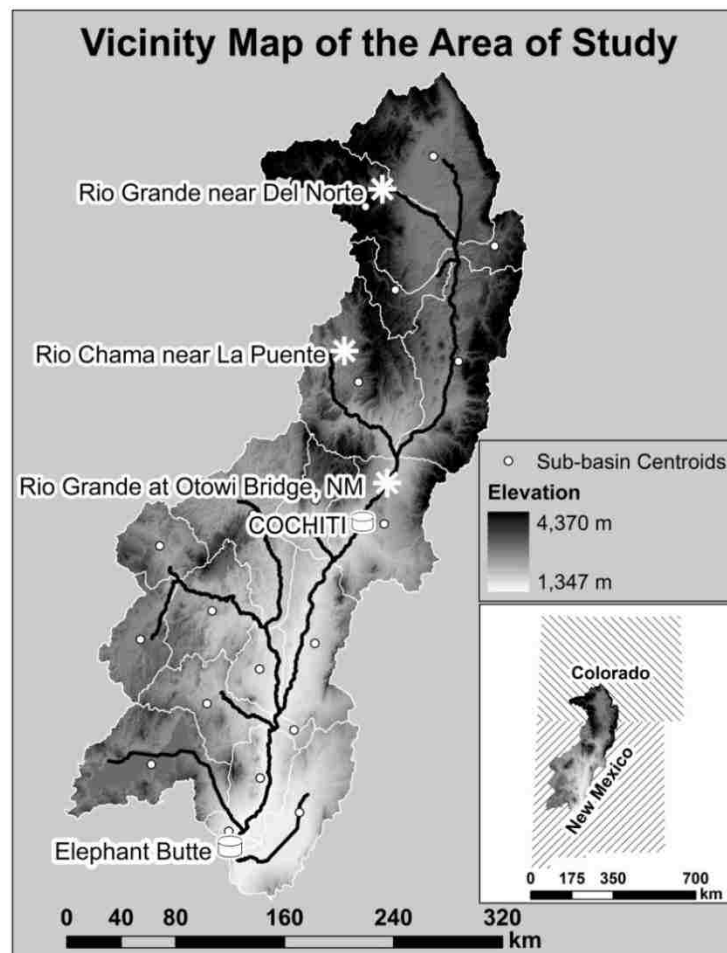 Vicinity Map of the Area of Study
Rio Grande near Del Norte
Rio Chama near La Puente
Rio Grande at Otowi Bridge, NM
COCHITI
Sub-basin Centroids
Elevation
4,370 m
1,347 m
Colorado
New Mexico
Elephant Butte
0 175 350 700
km
0 40 80 160 240 320
km